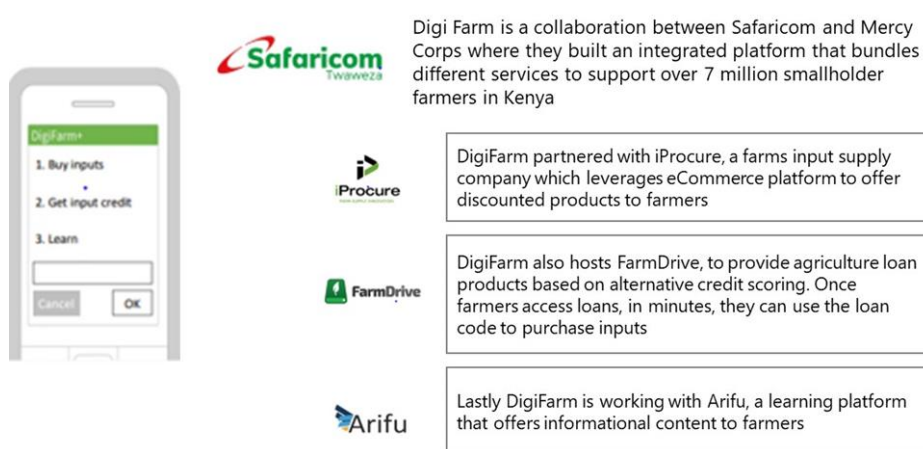 Safaricom
Twaweza
Digi Farm is a collaboration between Safaricom and Mercy
Corps where they built an integrated platform that bundles
different services to support over 7 million smallholder
farmers in Kenya
DigiFarm+
1. Buy inputs
2. Get input credit
3. Learn
Cancel
OK
iProcure
DigiFarm partnered with iProcure, a farms input supply
company which leverages eCommerce platform to offer
discounted products to farmers
FarmDrive
DigiFarm also hosts FarmDrive, to provide agriculture loan
products based on alternative credit scoring. Once
farmers access loans, in minutes, they can use the loan
code to purchase inputs
Arifu
Lastly DigiFarm is working with Arifu, a learning platform
that offers informational content to farmers